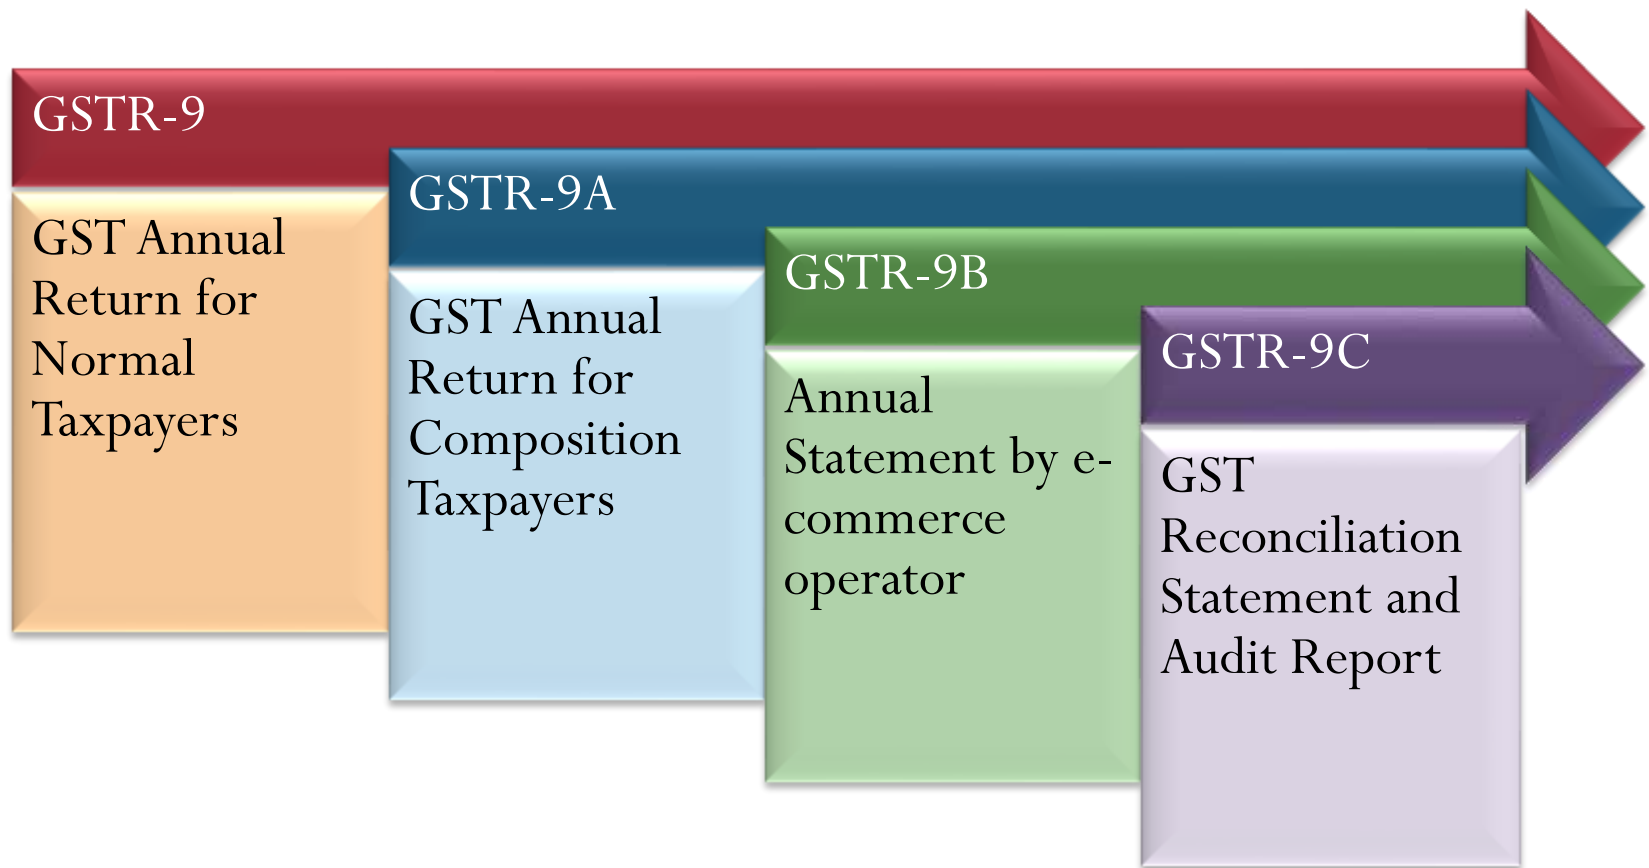 GSTR-9
GST Annual
Return for
Normal
Taxpayers
GSTR-9A
GST Annual
Return for
Composition
Taxpayers
GSTR-9B
Annual
Statement by e-
commerce
operator
GSTR-9C
GST
Reconciliation
Statement and
Audit Report